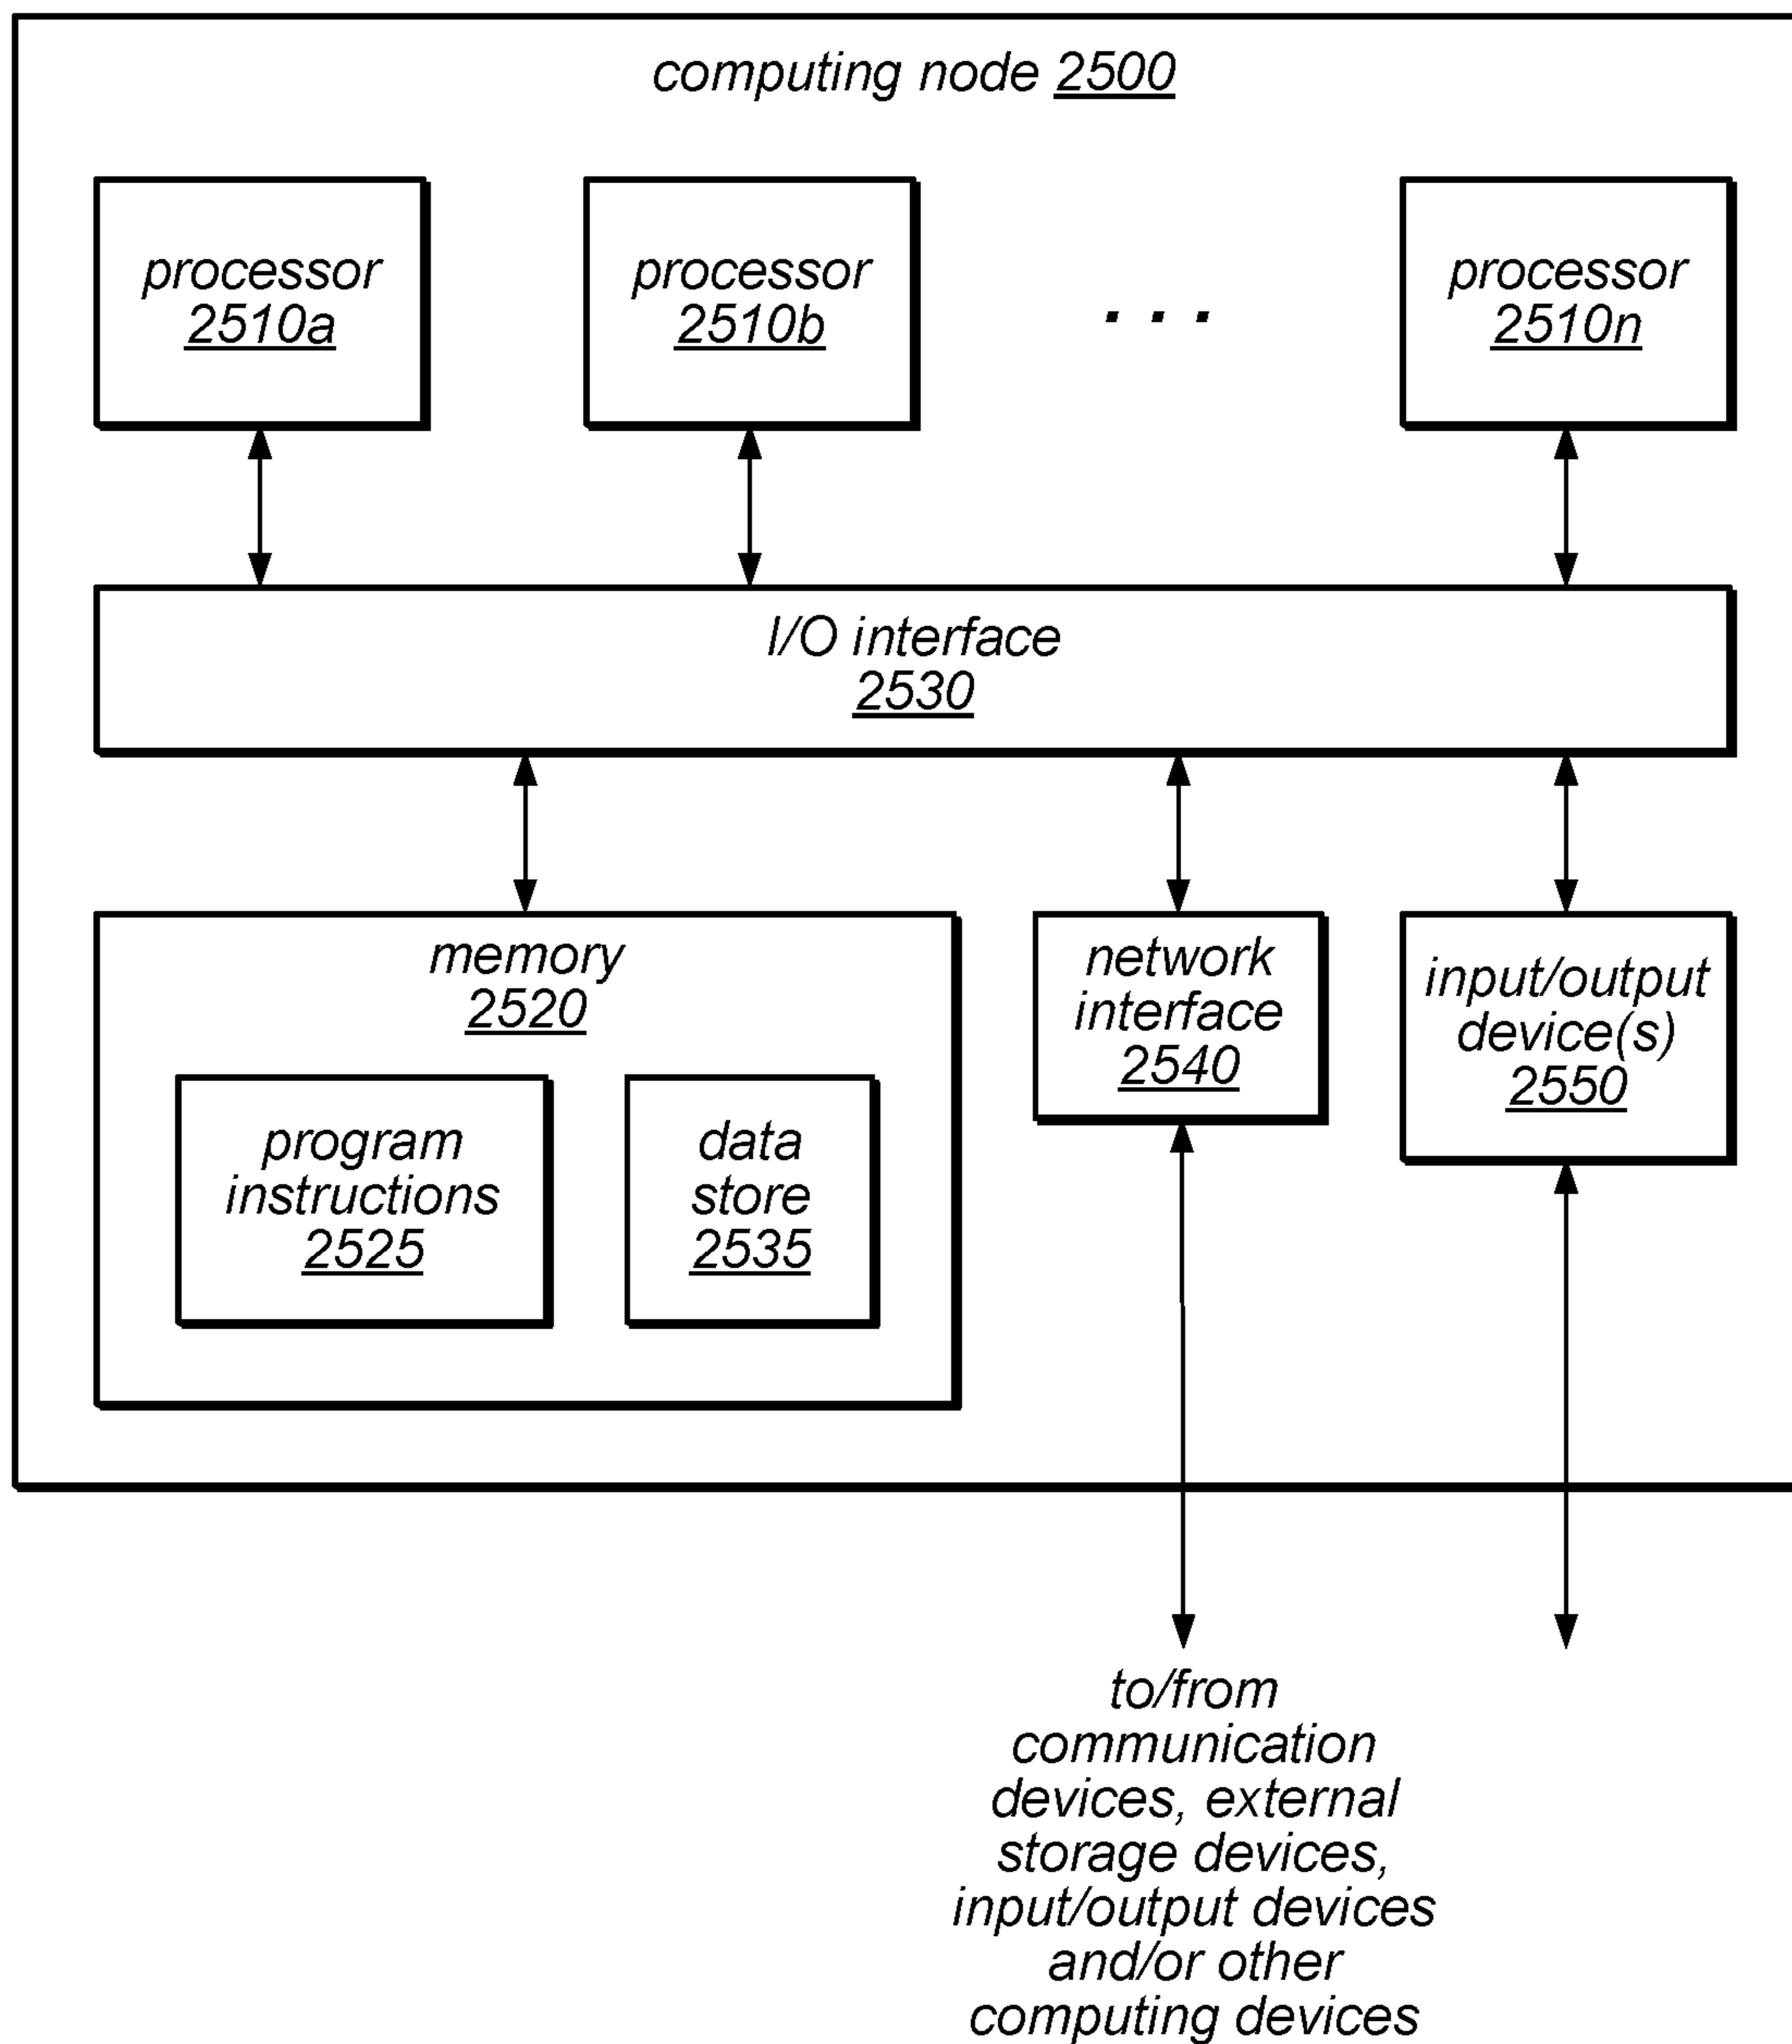 computing node 2500
processor
2510a
processor
2510b
. . .
processor
2510n
I/O interface
2530
memory
2520
program
instructions
2525
data
store
2535
network
interface
2540
input/output
device(s)
2550
to/from
communication
devices, external
storage devices,
input/output devices
and/or other
computing devices